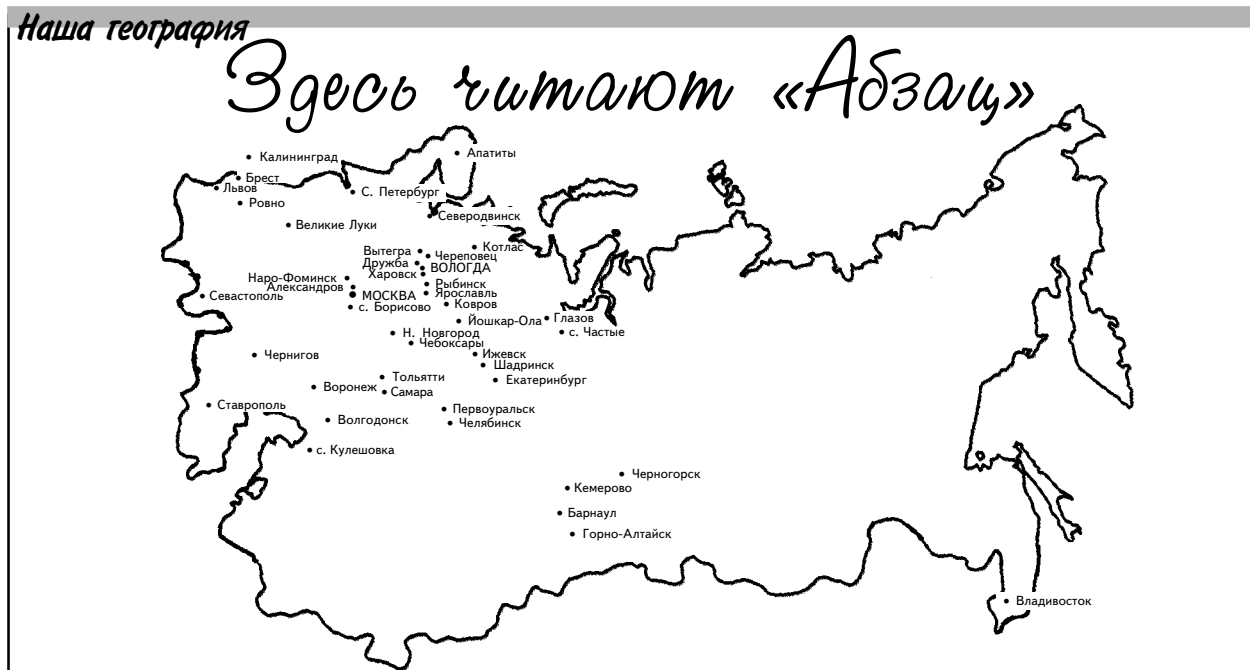 Наша география
Здесь читают «Абзац»
Калининград
Апатиты
Брест
Львов
С. Петербург
Ровно
Северодвинск
Великие Луки
Котлас
Вытегра
Череповец
Дружба
ВОЛОГДА
Харовск
Наро-Фоминск
Рыбинск
Александров
Ярославль
Севастополь
МОСКВА
Ковров
с. Борисово
Йошкар-Ола
Глазов
с. Частые
Н. Новгород
Чебоксары
Чернигов
Ижевск
Шадринск
Тольятти
Екатеринбург
Воронеж
Самара
Ставрополь
Первоуральск
Волгодонск
Челябинск
с. Кулешовка
Черногорск
Кемерово
Барнаул
Горно-Алтайск
Владивосток